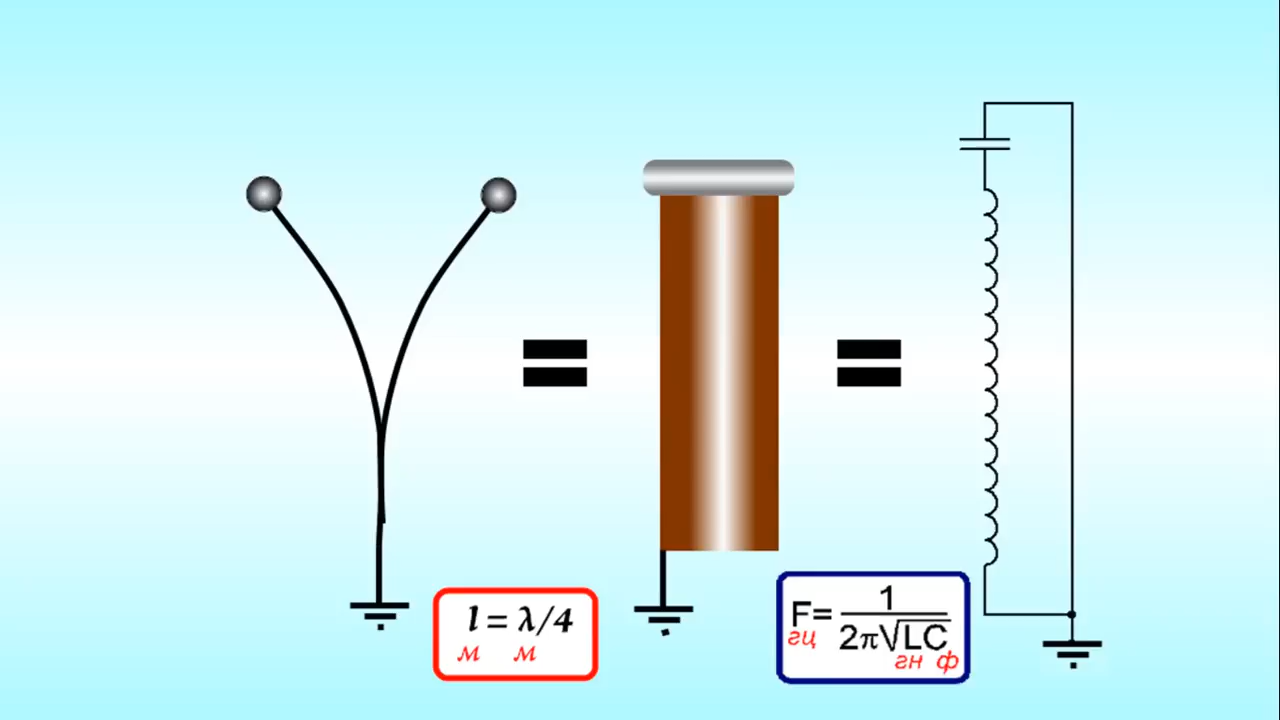 l = λ/4
м м
F= 1
2π√LC
гц
гн ф